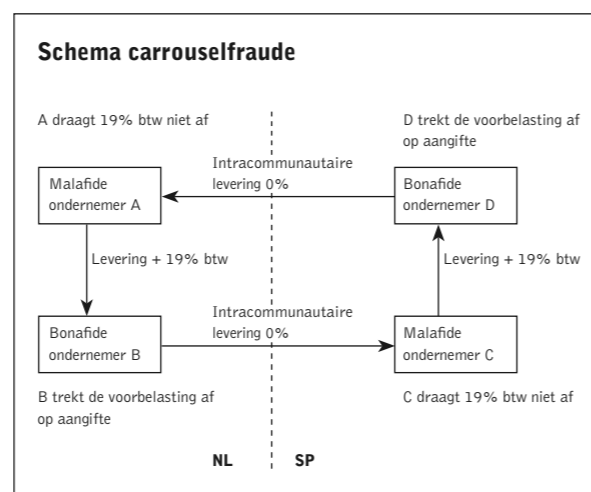 Schema carrouselfraude
A draagt 19% btw niet af
D trekt de voorbelasting af
op aangifte
Intracommunautaire
levering 0%
Malafide
ondernemer A
Bonafide
ondernemer D
Levering + 19% btw
Levering + 19% btw
Intracommunautaire
levering 0%
Bonafide
ondernemer B
Malafide
ondernemer C
B trekt de voorbelasting af
op aangifte
C draagt 19% btw niet af
NL
SP